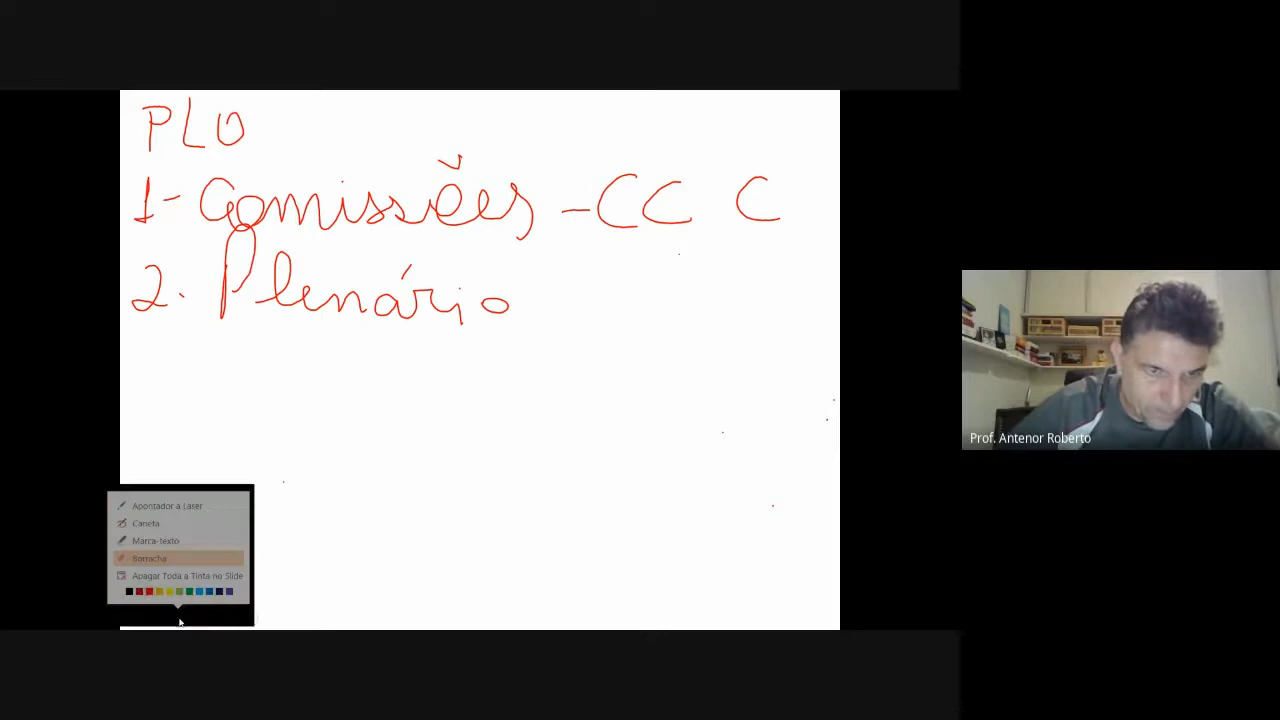 PLO
1- Comissões - CC C
2. Plenário
Prof. Antenor Roberto
Apontador a Laser
Caneta
Marca-texto
Borracha
Apagar Toda a Tinta no Slide